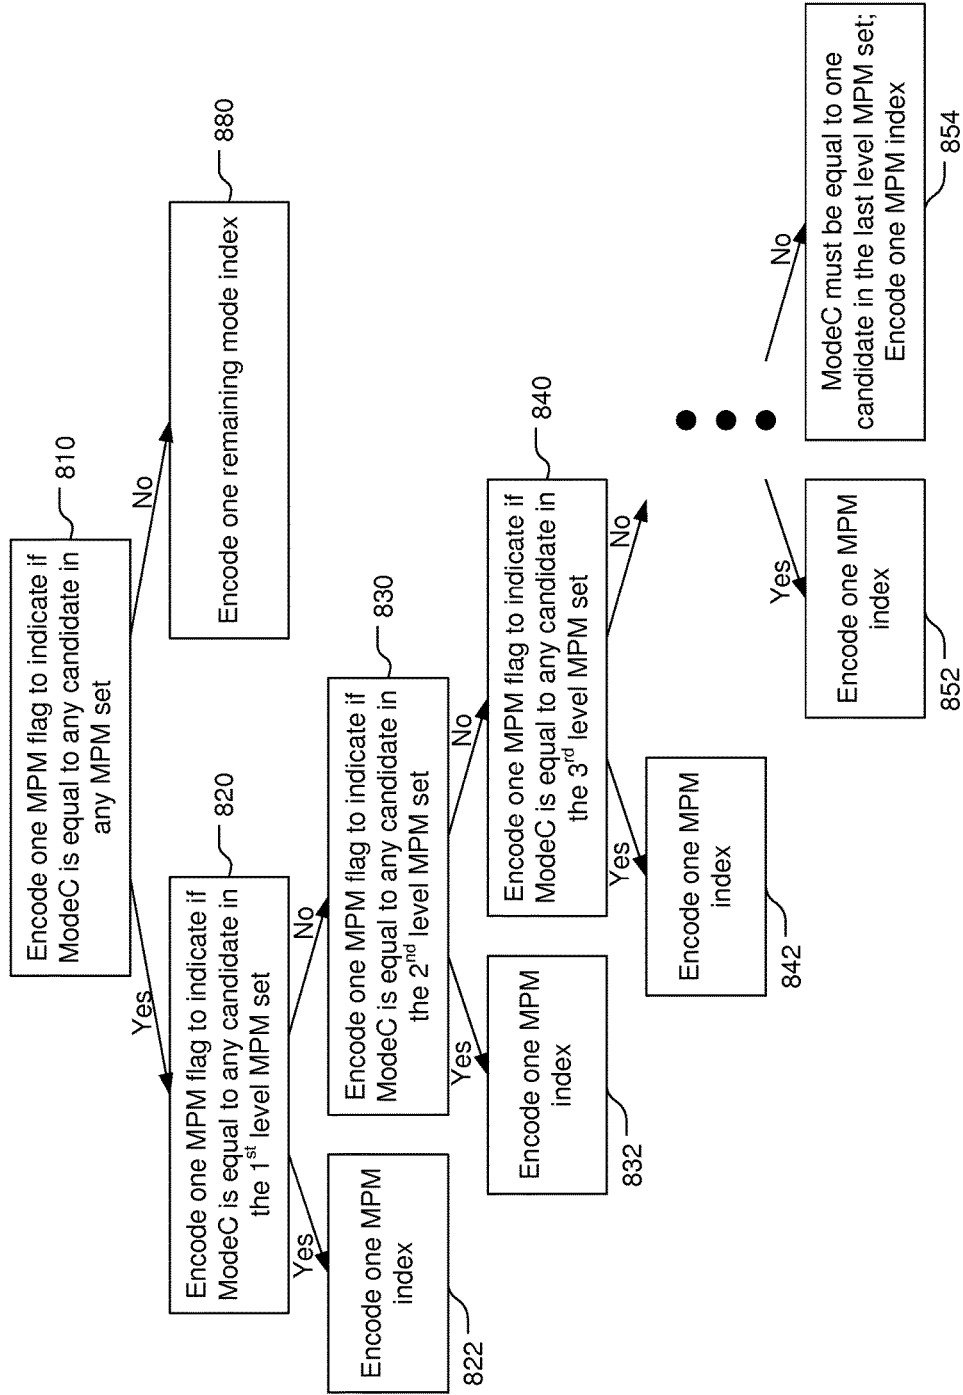 810
Encode one MPM flag to indicate if
ModeC is equal to any candidate in
any MPM set
Yes
No
820
Encode one MPM flag to indicate if
ModeC is equal to any candidate in
the 1st level MPM set
880
Encode one remaining mode index
Yes
No
822
Encode one MPM
index
830
Encode one MPM flag to indicate if
ModeC is equal to any candidate in
the 2nd level MPM set
Yes
No
832
Encode one MPM
index
840
Encode one MPM flag to indicate if
ModeC is equal to any candidate in
the 3rd level MPM set
Yes
No
842
Encode one MPM
index
Yes
No
Encode one MPM
index
852
ModeC must be equal to one
candidate in the last level MPM set;
Encode one MPM index
854